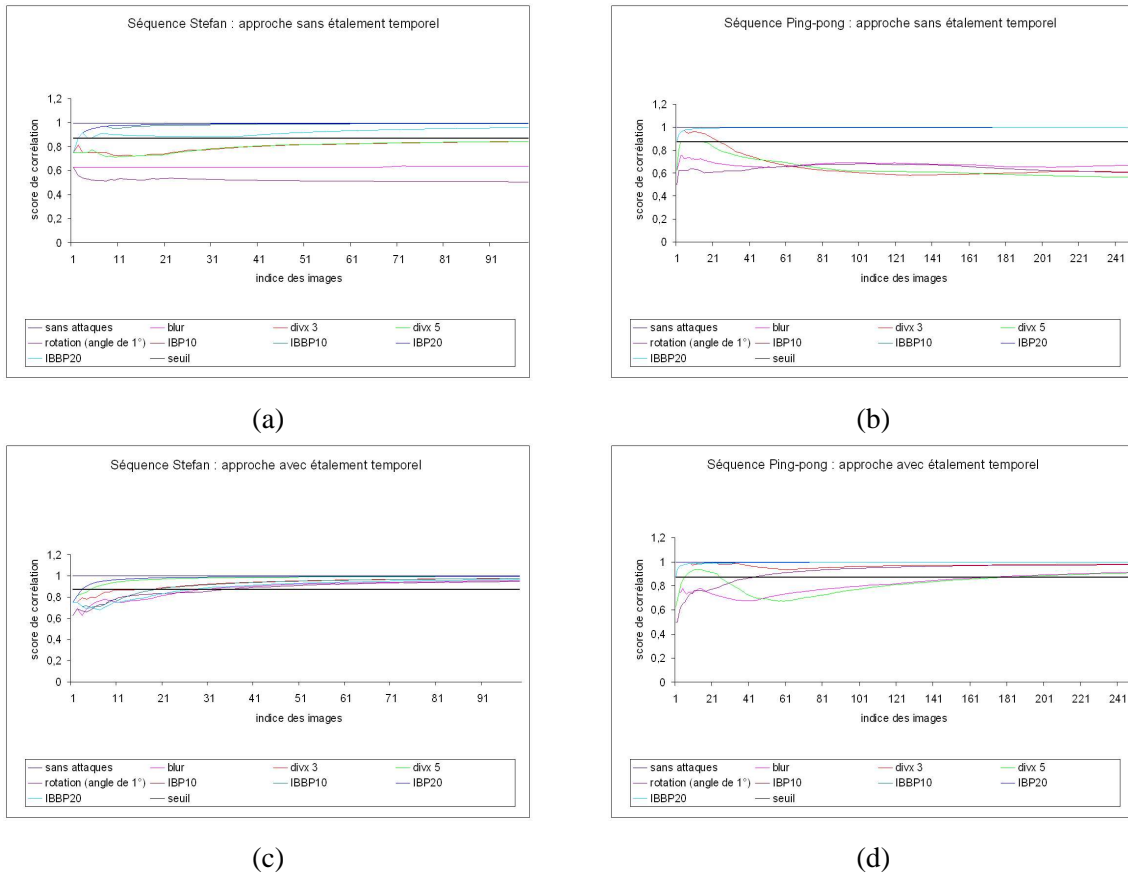 Séquence Stefan : approche sans étalement temporel
score de corrélation
1,2
1
0,8
0,6
0,4
0,2
0
1 11 21 31 41 51 61 71 81 91
indice des images
sans attaques blur divx 3 divx 5
rotation (angle de 1°) IBP10 IBBP10 IBP20
IBBP20 seuil
(a)
Séquence Ping-pong : approche sans étalement temporel
score de corrélation
1,2
1
0,8
0,6
0,4
0,2
0
1 21 41 61 81 101 121 141 161 181 201 221 241
indice des images
sans attaques blur divx 3 divx 5
rotation (angle de 1°) IBP10 IBBP10 IBP20
IBBP20 seuil
(b)
Séquence Stefan : approche avec étalement temporel
score de corrélation
1,2
1
0,8
0,6
0,4
0,2
0
1 11 21 31 41 51 61 71 81 91
indice des images
sans attaques blur divx 3 divx 5
rotation (angle de 1°) IBP10 IBBP10 IBP20
IBBP20 seuil
(c)
Séquence Ping-pong : approche avec étalement temporel
score de corrélation
1,2
1
0,8
0,6
0,4
0,2
0
1 21 41 61 81 101 121 141 161 181 201 221 241
indice des images
sans attaques blur divx 3 divx 5
rotation (angle de 1°) IBP10 IBBP10 IBP20
IBBP20 seuil
(d)